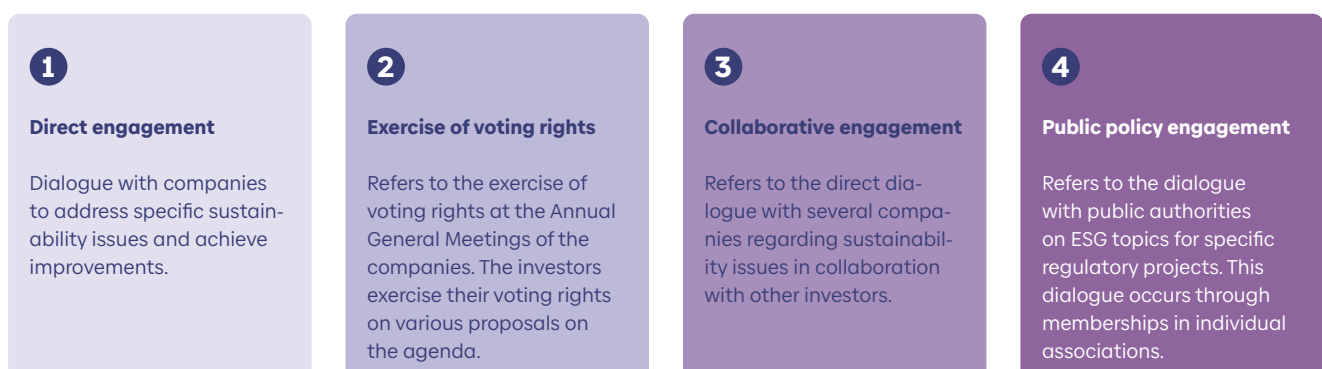 1
Direct engagement
Dialogue with companies
to address specific sustain-
ability issues and achieve
improvements.
2
Exercise of voting rights
Refers to the exercise of
voting rights at the Annual
General Meetings of the
companies. The investors
exercise their voting rights
on various proposals on
the agenda.
3
Collaborative engagement
Refers to the direct dia-
logue with several compa-
nies regarding sustainabil-
ity issues in collaboration
with other investors.
4
Public policy engagement
Refers to the dialogue
with public authorities
on ESG topics for specific
regulatory projects. This
dialogue occurs through
memberships in individual
associations.